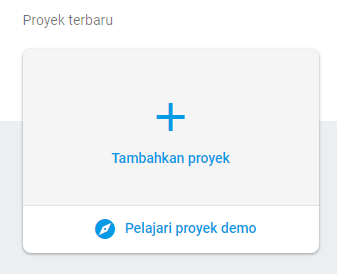 Proyek terbaru
Tambahkan proyek
Pelajari proyek demo